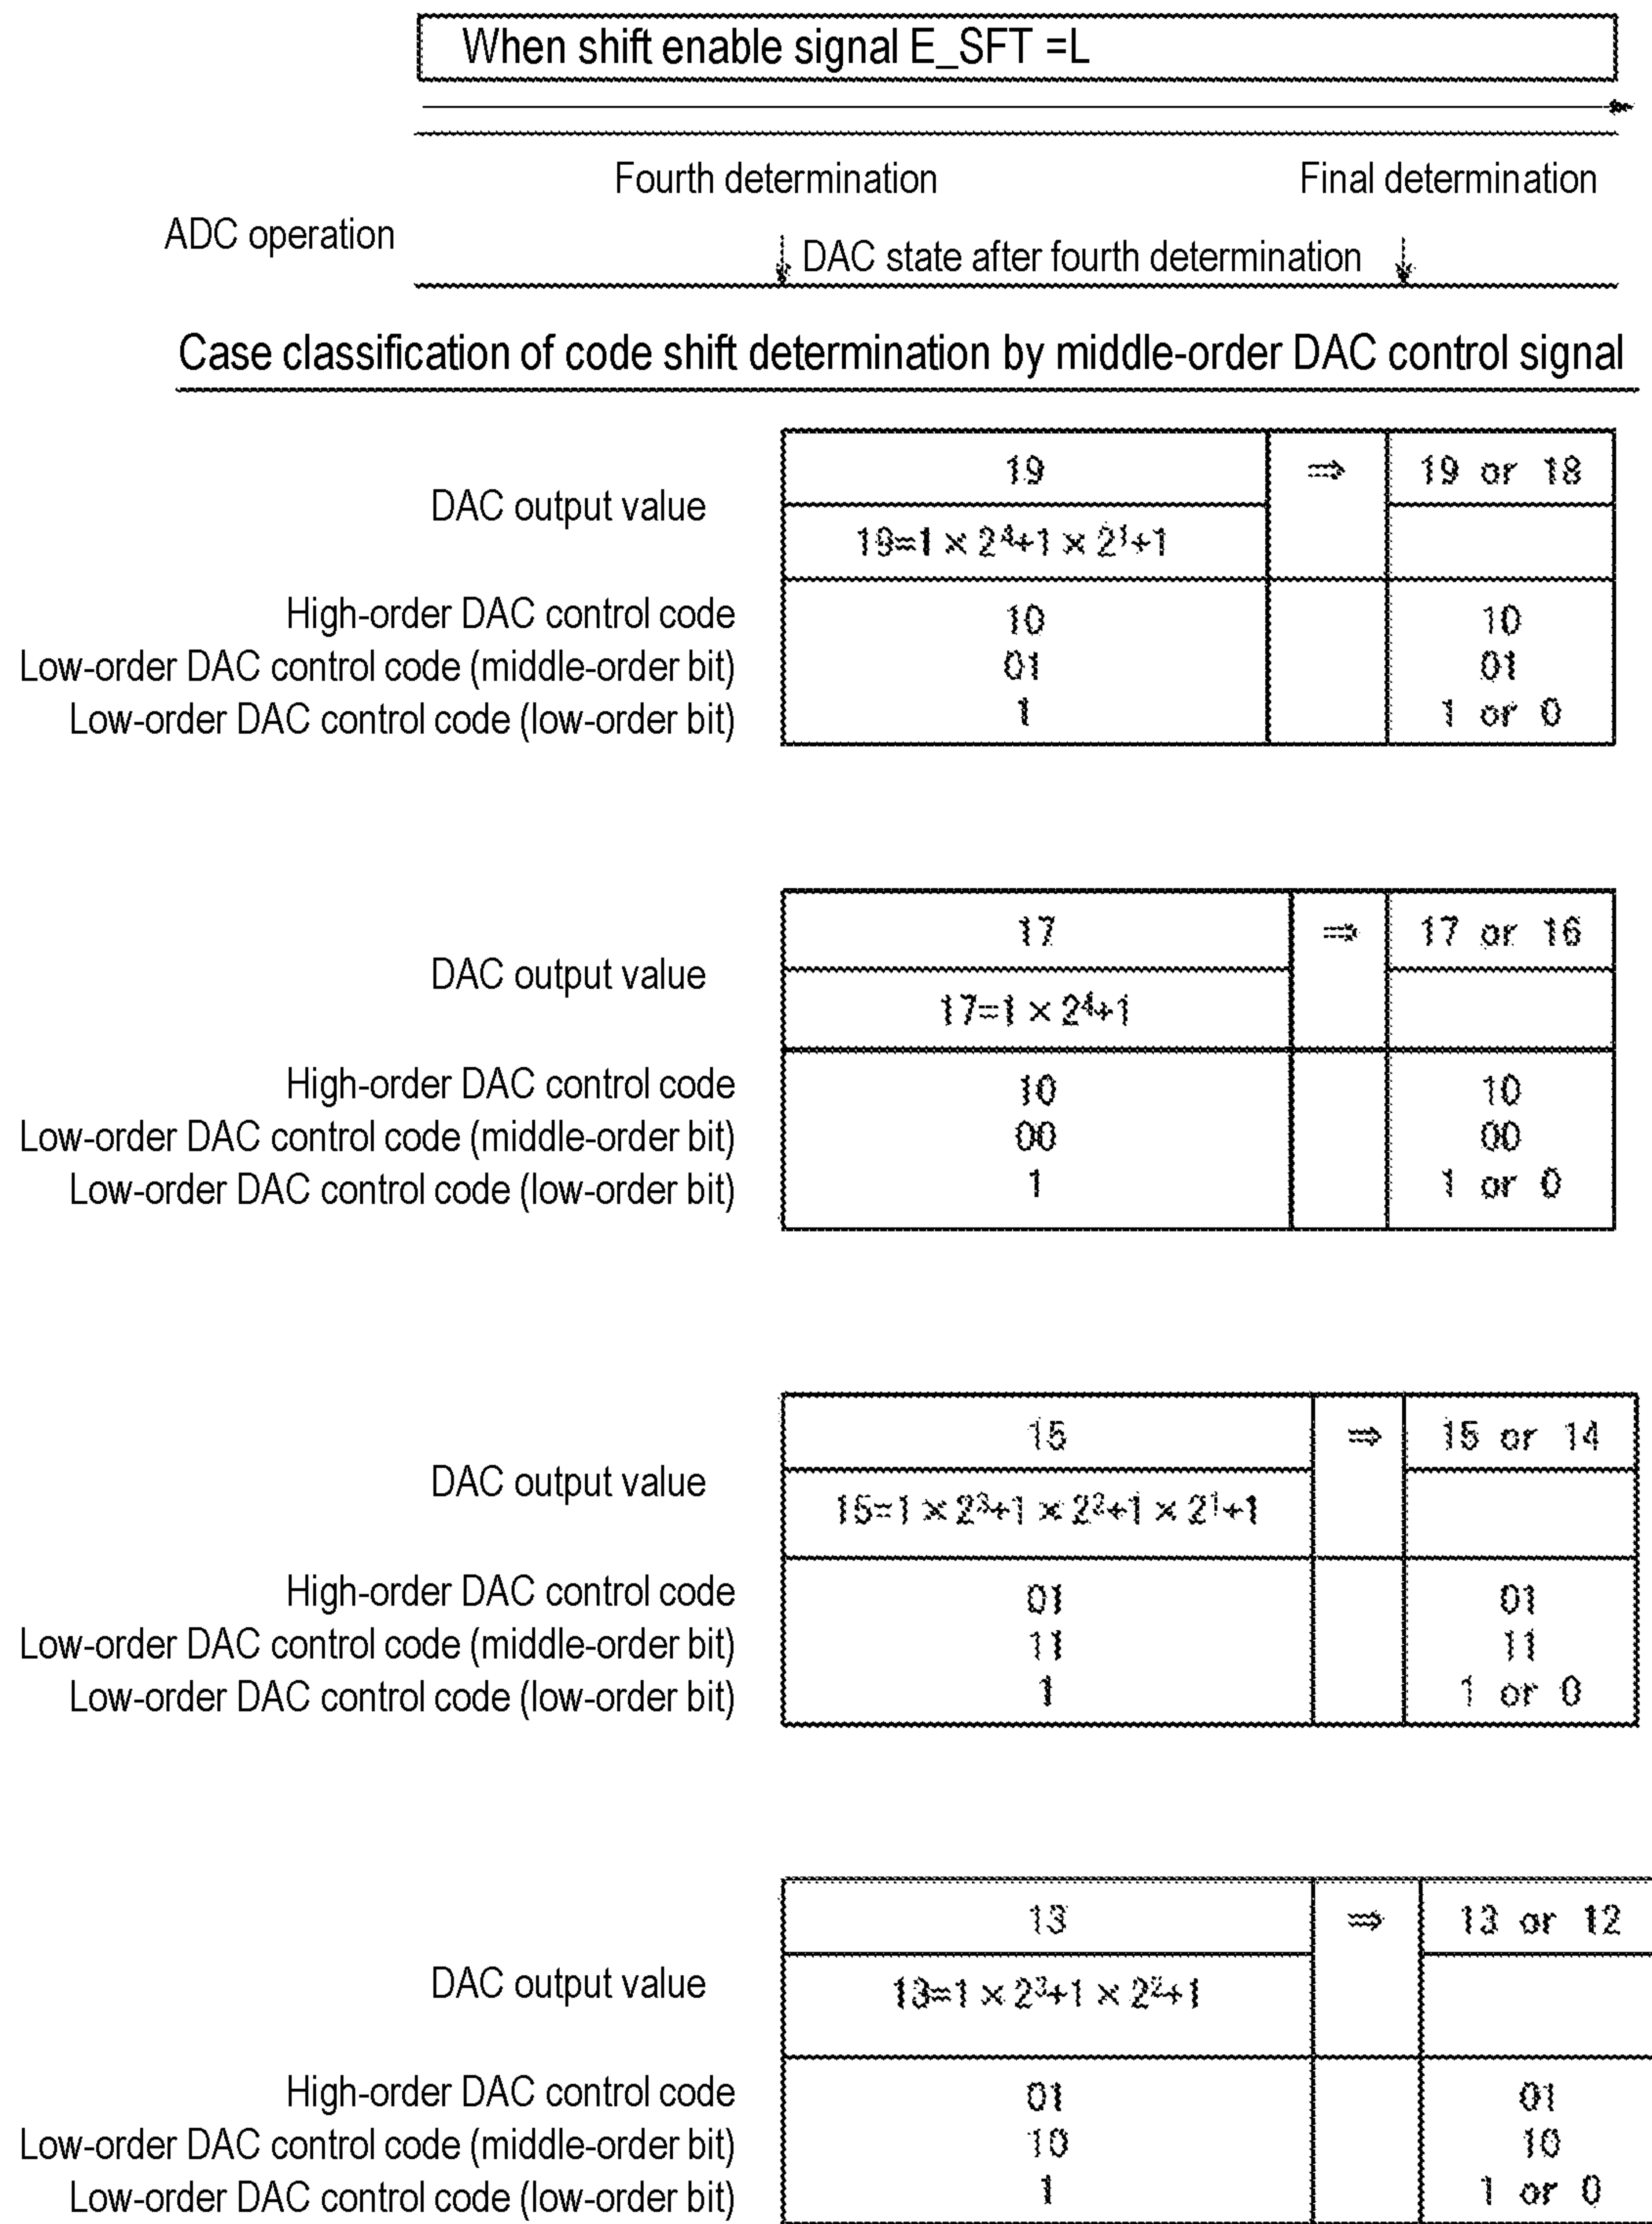 When shift enable signal E_SFT =L
Fourth determination Final determination
ADC operation
DAC state after fourth determination
Case classification of code shift determination by middle-order DAC control signal
19 ⇒ 19 or 18
DAC output value
19=1×2⁴+1×2¹+1
High-order DAC control code 10 10
Low-order DAC control code (middle-order bit) 01 01
Low-order DAC control code (low-order bit) 1 1 or 0
17 ⇒ 17 or 16
DAC output value
17=1×2⁴+1
High-order DAC control code 10 10
Low-order DAC control code (middle-order bit) 00 00
Low-order DAC control code (low-order bit) 1 1 or 0
15 ⇒ 15 or 14
DAC output value
15=1×2³+1×2²+1×2¹+1
High-order DAC control code 01 01
Low-order DAC control code (middle-order bit) 11 11
Low-order DAC control code (low-order bit) 1 1 or 0
13 ⇒ 13 or 12
DAC output value
13=1×2³+1×2²+1
High-order DAC control code 01 01
Low-order DAC control code (middle-order bit) 10 10
Low-order DAC control code (low-order bit) 1 1 or 0